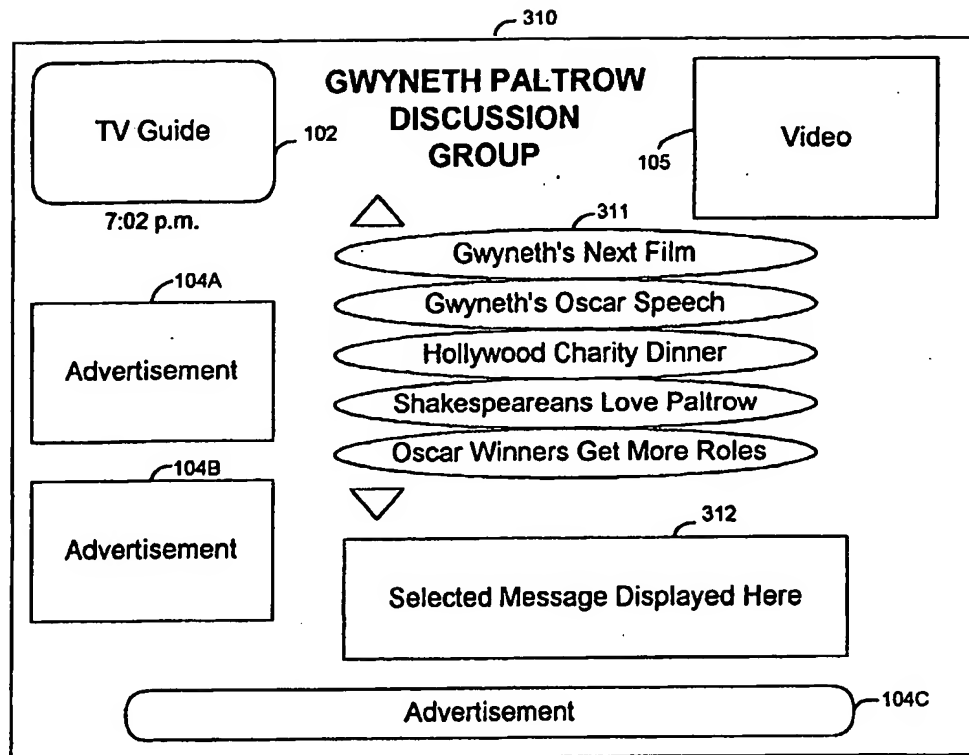 310
TV Guide
102
7:02 p.m.
GWYNETH PALTROW
DISCUSSION
GROUP
105
Video
311
Gwyneth's Next Film
Gwyneth's Oscar Speech
Hollywood Charity Dinner
Shakespeareans Love Paltrow
Oscar Winners Get More Roles
104A
Advertisement
104B
Advertisement
312
Selected Message Displayed Here
Advertisement
104C